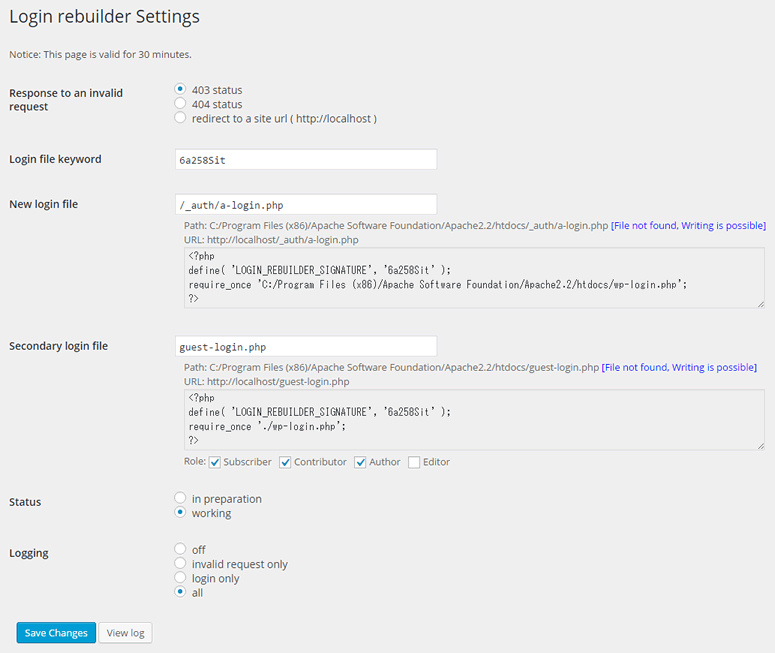 Login rebuilder Settings
Notice: This page is valid for 30 minutes.
Response to an invalid request
403 status
404 status
redirect to a site url ( http://localhost )
Login file keyword
6a258Sit
New login file
/_auth/a-login.php
Path: C:/Program Files (x86)/Apache Software Foundation/Apache2.2/htdocs/_auth/a-login.php [File not found, Writing is possible]
URL: http://localhost/_auth/a-login.php
<?php
define( 'LOGIN_REBUILDER_SIGNATURE', '6a258Sit' );
require_once 'C:/Program Files (x86)/Apache Software Foundation/Apache2.2/htdocs/wp-login.php';
?>
Secondary login file
guest-login.php
Path: C:/Program Files (x86)/Apache Software Foundation/Apache2.2/htdocs/guest-login.php [File not found, Writing is possible]
URL: http://localhost/guest-login.php
<?php
define( 'LOGIN_REBUILDER_SIGNATURE', '6a258Sit' );
require_once './wp-login.php';
?>
Role: Subscriber Contributor Author Editor
Status
in preparation
working
Logging
off
invalid request only
login only
all
Save Changes View log